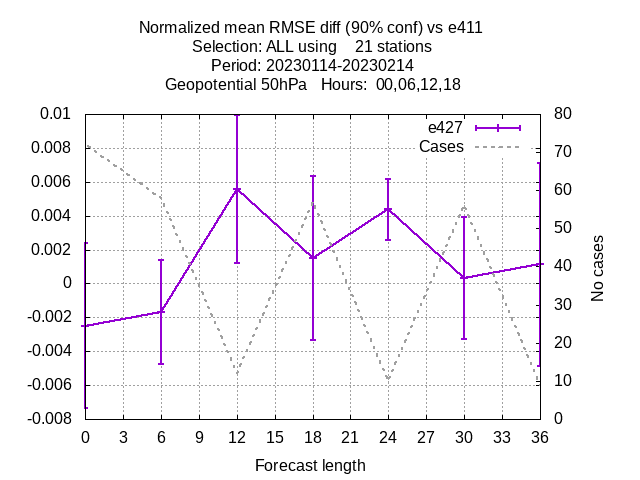 Normalized mean RMSE diff (90% conf) vs e411
Selection: ALL using    21 stations
Period: 20230114-20230214
Geopotential 50hPa   Hours:  00,06,12,18
0.01
0.008
0.006
0.004
0.002
0
-0.002
-0.004
-0.006
-0.008
80
70
60
50
40
30
20
10
0
e427
Cases
No cases
0 3 6 9 12 15 18 21 24 27 30 33 36
Forecast length